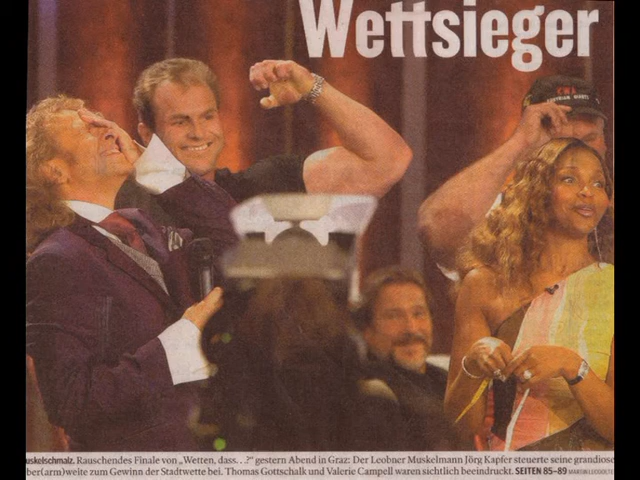 Wettsieger
uskelschmalz. Rauschendes Finale von „Wetten, dass. . .?" gestern Abend in Graz: Der Leobner Muskelmann Jörg Kapfer steuerte seine grandiose
ber(arm)weite zum Gewinn der Stadtwette bei. Thomas Gottschalk und Valerie Campell waren sichtlich beeindruckt. SEITEN 85–89